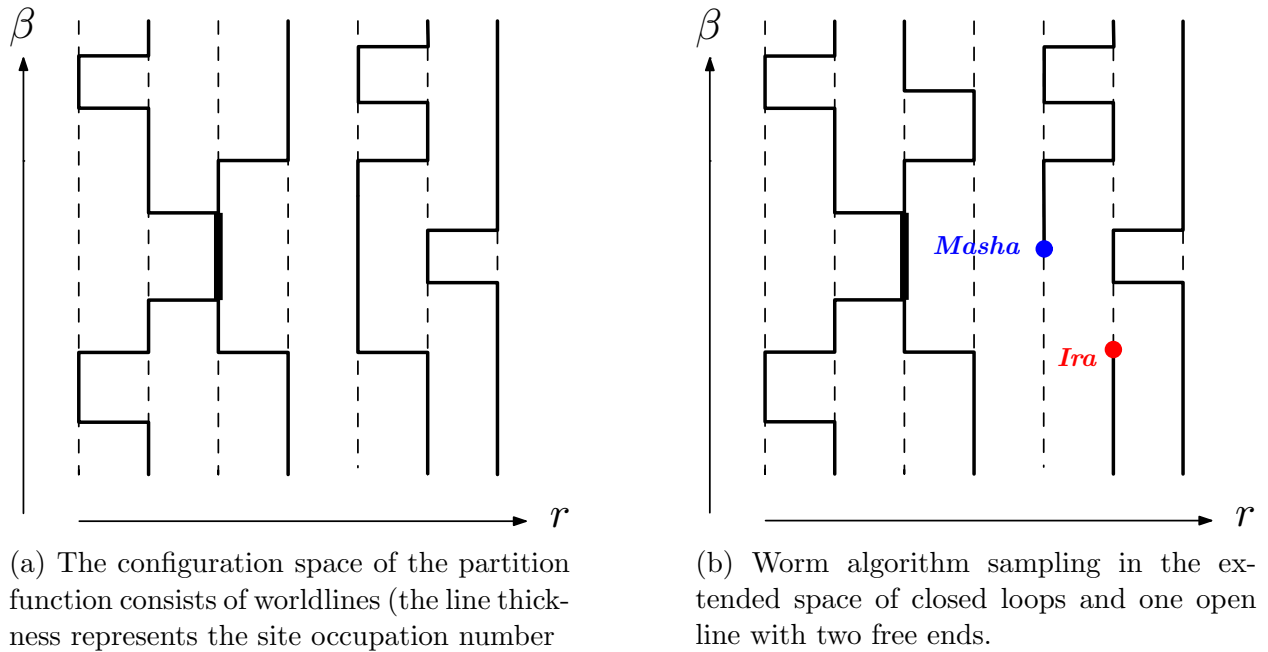 β
r
(a) The configuration space of the partition
function consists of worldlines (the line thick-
ness represents the site occupation number
β
Masha
Ira
r
(b) Worm algorithm sampling in the ex-
tended space of closed loops and one open
line with two free ends.